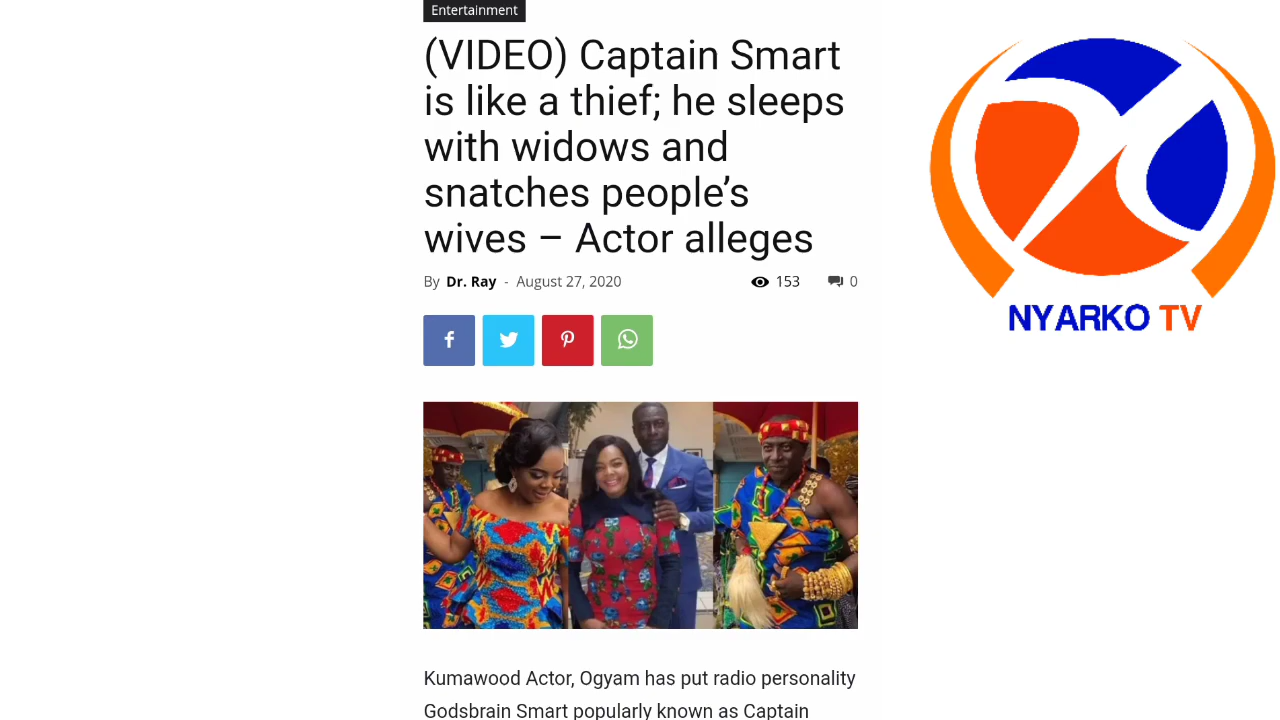 Entertainment
(VIDEO) Captain Smart
is like a thief; he sleeps
with widows and
snatches people’s
wives – Actor alleges
By Dr. Ray - August 27, 2020
153
0
NYARKO TV
Kumawood Actor, Ogyam has put radio personality
Godsbrain Smart popularly known as Captain